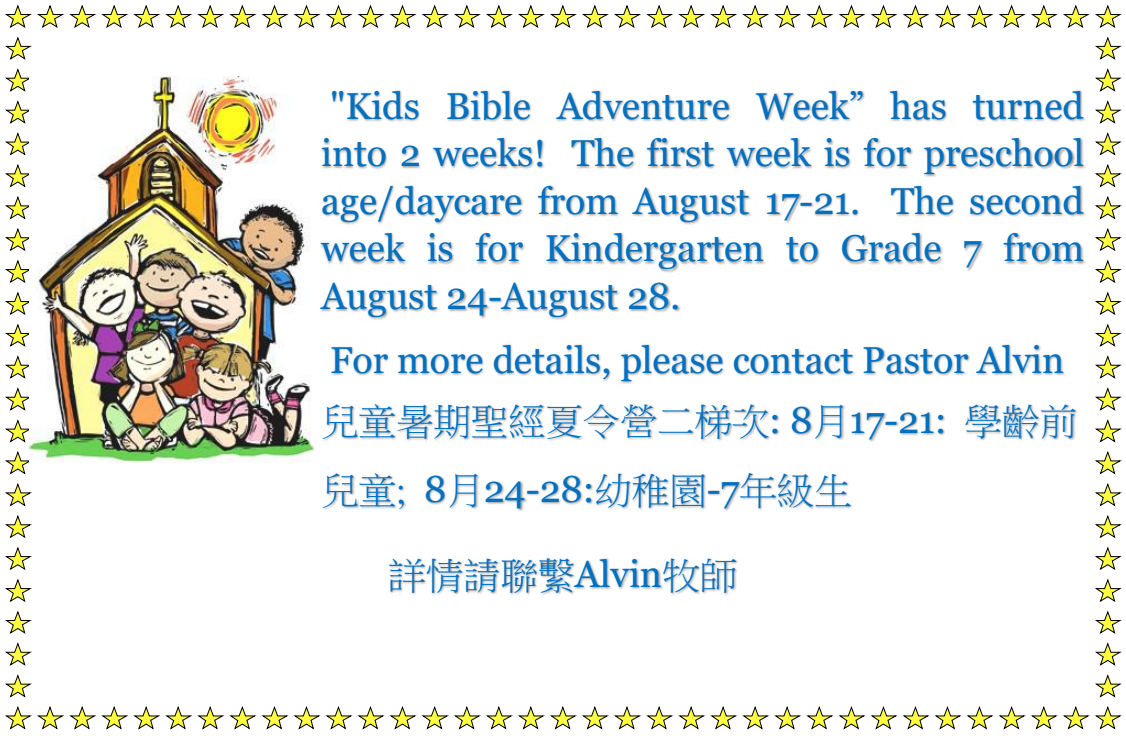 "Kids Bible Adventure Week” has turned
into 2 weeks! The first week is for preschool
age/daycare from August 17-21. The second
week is for Kindergarten to Grade 7 from
August 24-August 28.
For more details, please contact Pastor Alvin
兒童暑期聖經夏令營二梯次: 8月17-21: 學齡前
兒童; 8月24-28:幼稚園-7年級生
詳情請聯繫Alvin牧師